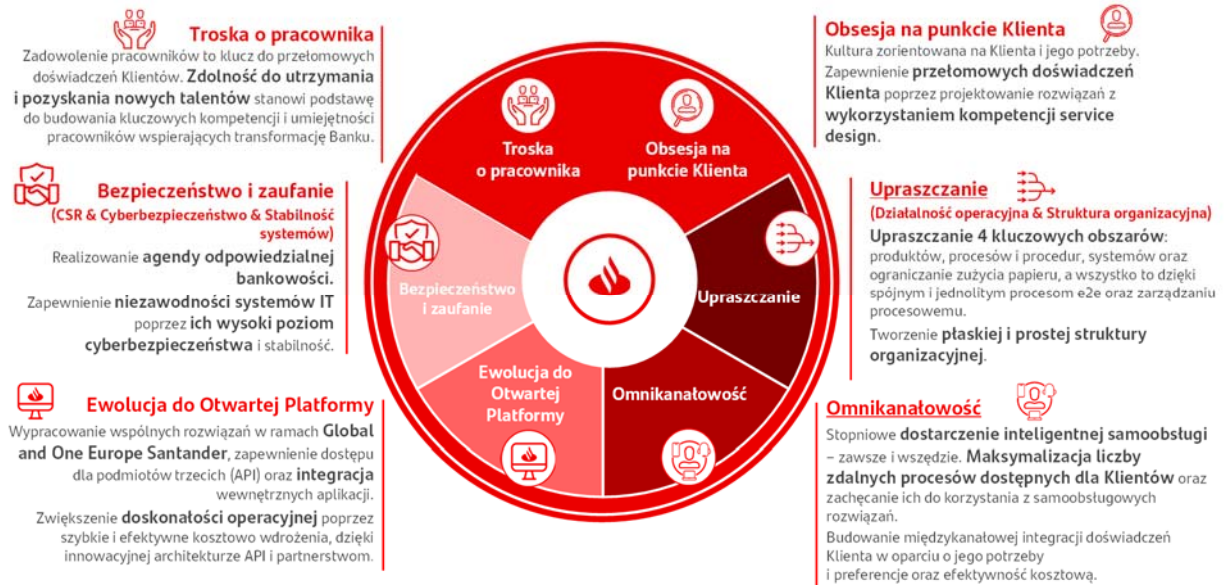 Troska o pracownika
Zadowolenie pracowników to klucz do przełomowych
doświadczeń Klientów. Zdolność do utrzymania
i pozyskania nowych talentów stanowi podstawę
do budowania kluczowych kompetencji i umiejętności
pracowników wspierających transformację Banku.
Bezpieczeństwo i zaufanie
(CSR & Cyberbezpieczeństwo & Stabilność
systemów)
Realizowanie agendy odpowiedzialnej
bankowości.
Zapewnienie niezawodności systemów IT
poprzez ich wysoki poziom
cyberbezpieczeństwa i stabilność.
Ewolucja do Otwartej Platformy
Wypracowanie wspólnych rozwiązań w ramach Global
and One Europe Santander, zapewnienie dostępu
dla podmiotów trzecich (API) oraz integracja
wewnętrznych aplikacji.
Zwiększenie doskonałości operacyjnej poprzez
szybkie i efektywne kosztowo wdrożenia, dzięki
innowacyjnej architekturze API i partnerstwom.
Troska
o pracownika
Obsesja na
punkcie Klienta
Bezpieczeństwo
i zaufanie
Upraszczanie
Ewolucja do
Otwartej
Platformy
Omnikanałowość
Obsesja na punkcie Klienta
Kultura zorientowana na Klienta i jego potrzeby.
Zapewnienie przełomowych doświadczeń
Klienta poprzez projektowanie rozwiązań z
wykorzystaniem kompetencji service
design.
Upraszczanie
(Działalność operacyjna & Struktura organizacyjna)
Upraszczanie 4 kluczowych obszarów:
produktów, procesów i procedur, systemów oraz
ograniczanie zużycia papieru, a wszystko to dzięki
spójnym i jednolitym procesom e2e oraz zarządzaniu
procesowemu.
Tworzenie płaskiej i prostej struktury
organizacyjnej.
Omnikanałowość
Stopniowe dostarczenie inteligentnej samoobsługi
– zawsze i wszędzie. Maksymalizacja liczby
zdalnych procesów dostępnych dla Klientów oraz
zachęcanie ich do korzystania z samoobsługowych
rozwiązań.
Budowanie międzykanałowej integracji doświadczeń
Klienta w oparciu o jego potrzeby
i preferencje oraz efektywność kosztową.